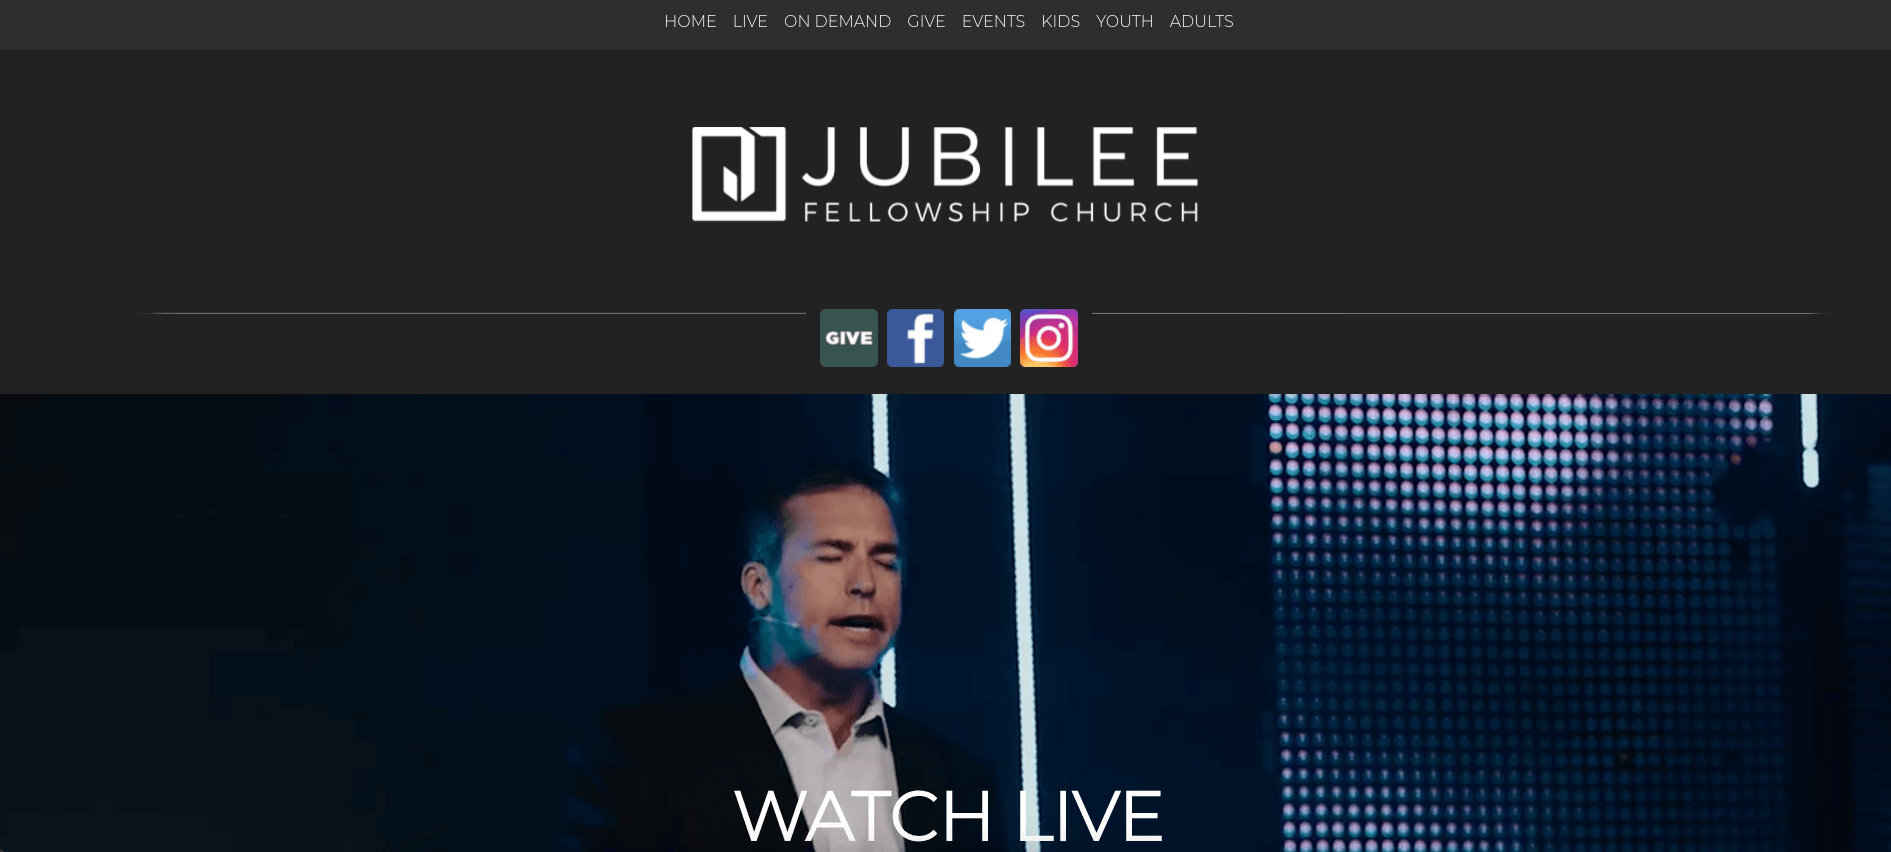 HOME LIVE ON DEMAND GIVE EVENTS KIDS YOUTH ADULTS
JUBILEE
FELLOWSHIP CHURCH
GIVE
WATCH LIVE